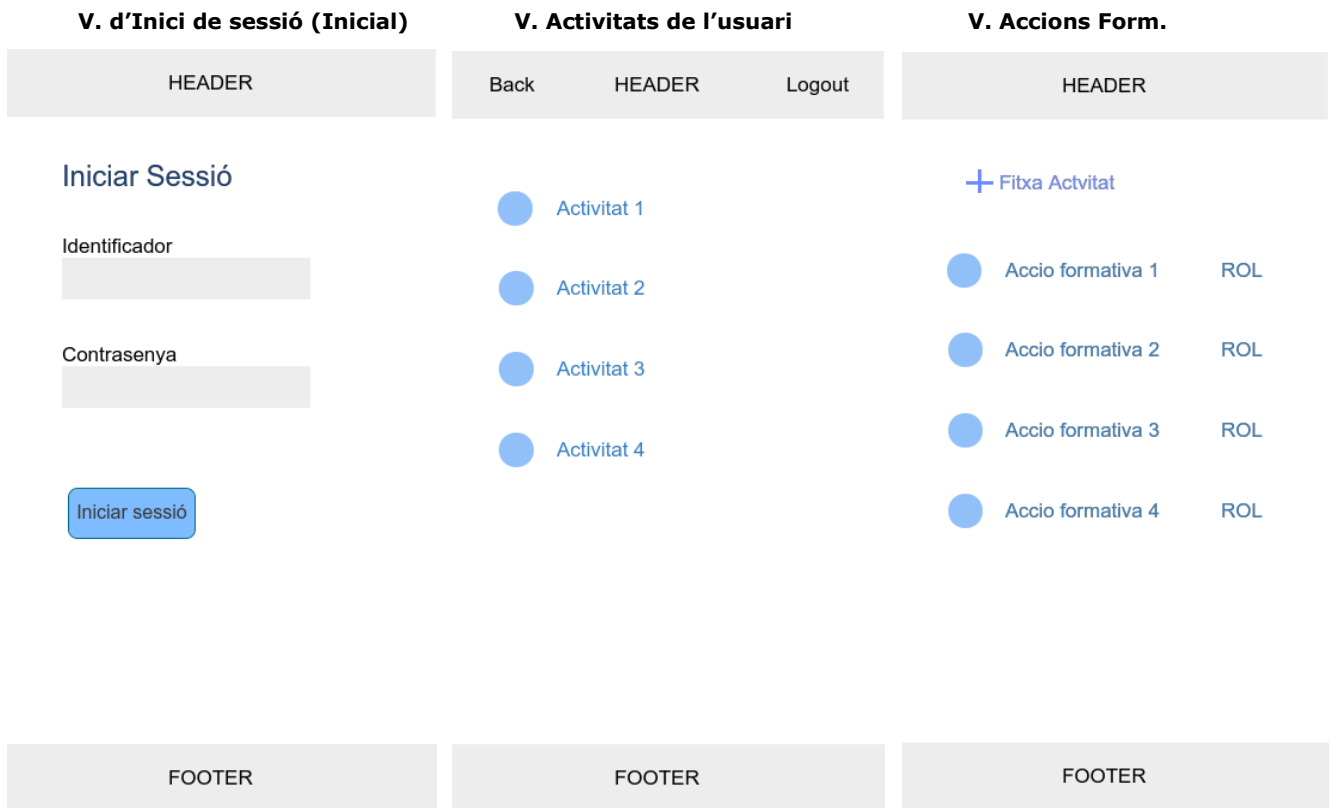 V. d’Inici de sessió (Inicial)
HEADER
Iniciar Sessió
Identificador
Contrasenya
Iniciar sessió
FOOTER
V. Activitats de l’usuari
Back HEADER Logout
Activitat 1
Activitat 2
Activitat 3
Activitat 4
FOOTER
V. Accions Form.
HEADER
+ Fitxa Actvitat
Accio formativa 1 ROL
Accio formativa 2 ROL
Accio formativa 3 ROL
Accio formativa 4 ROL
FOOTER